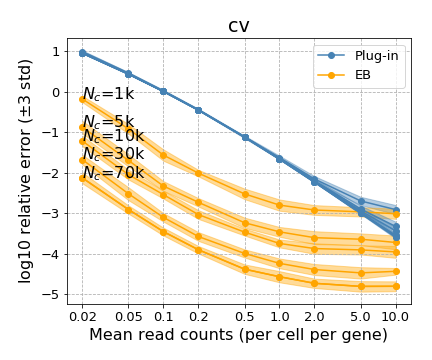 cv
Plug-in
EB
1
0
−1
−2
−3
−4
−5
log10 relative error (±3 std)
N_c=1k
N_c=5k
N_c=10k
N_c=30k
N_c=70k
0.02 0.05 0.1 0.2 0.5 1.0 2.0 5.0 10.0
Mean read counts (per cell per gene)